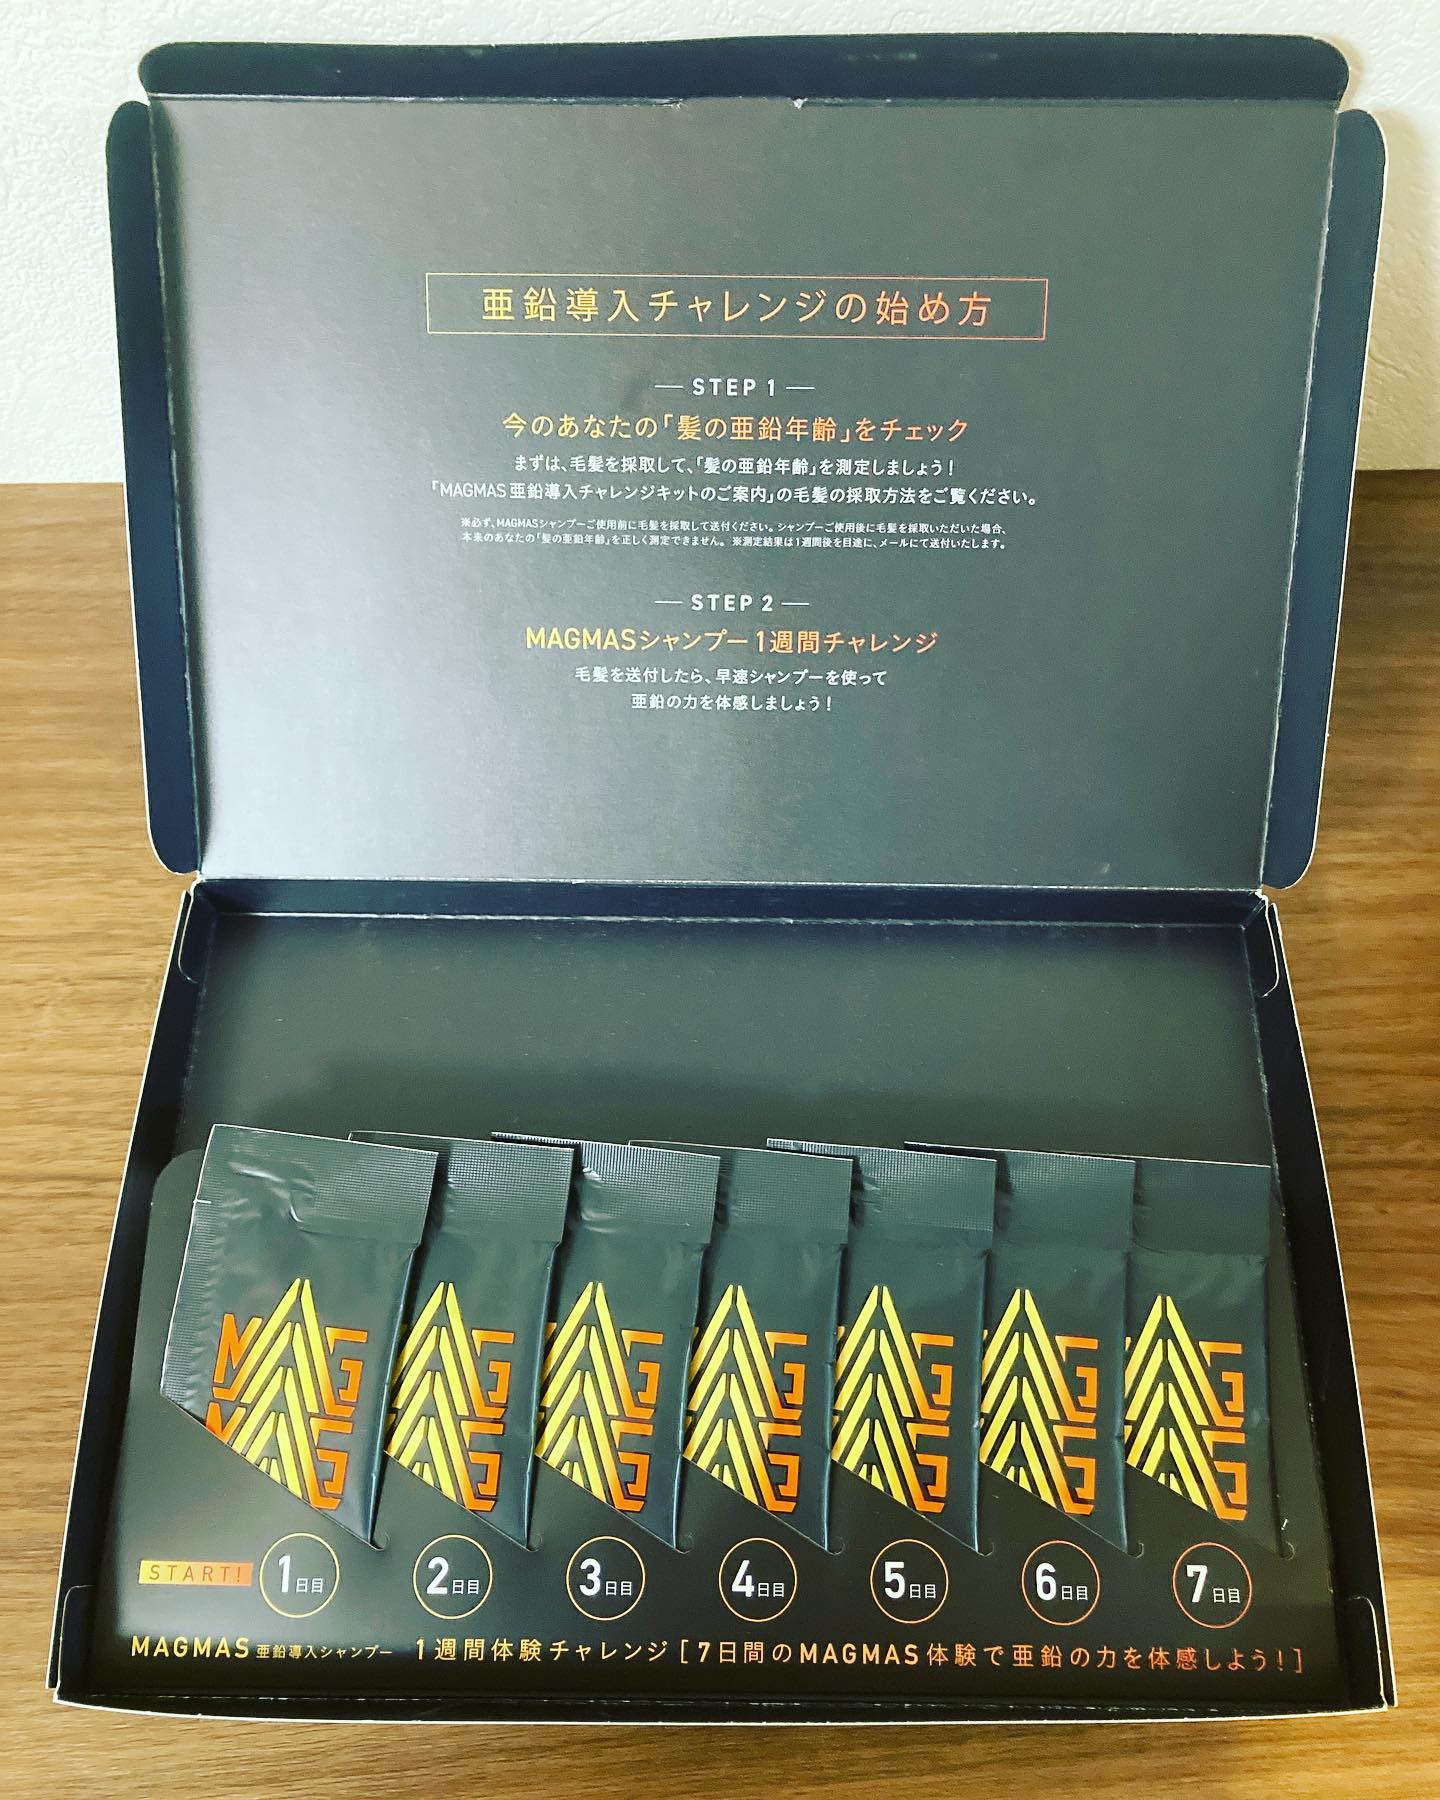 亜鉛導入チャレンジの始め方
STEP 1
今のあなたの「髪の亜鉛年齢」をチェック
まずは、毛髪を採取して、「髪の亜鉛年齢」を測定しましょう！
「MAGMAS亜鉛導入チャレンジキットのご案内」の毛髪の採取方法をご覧ください。
※必ず、MAGMASシャンプーご使用前に毛髪を採取して送付ください。シャンプーご使用後に毛髪を採取いただいた場合、
本来のあなたの「髪の亜鉛年齢」を正しく測定できません。 ※測定結果は1週間後を目途に、メールにて送付いたします。
STEP 2
MAGMASシャンプー1週間チャレンジ
毛髪を送付したら、早速シャンプーを使って
亜鉛の力を体感しましょう！
MAG
MAS
START! 1日目 2日目 3日目 4日目 5日目 6日目 7日目
MAGMAS 亜鉛導入シャンプー 1週間体験チャレンジ［7日間のMAGMAS体験で亜鉛の力を体感しよう！］